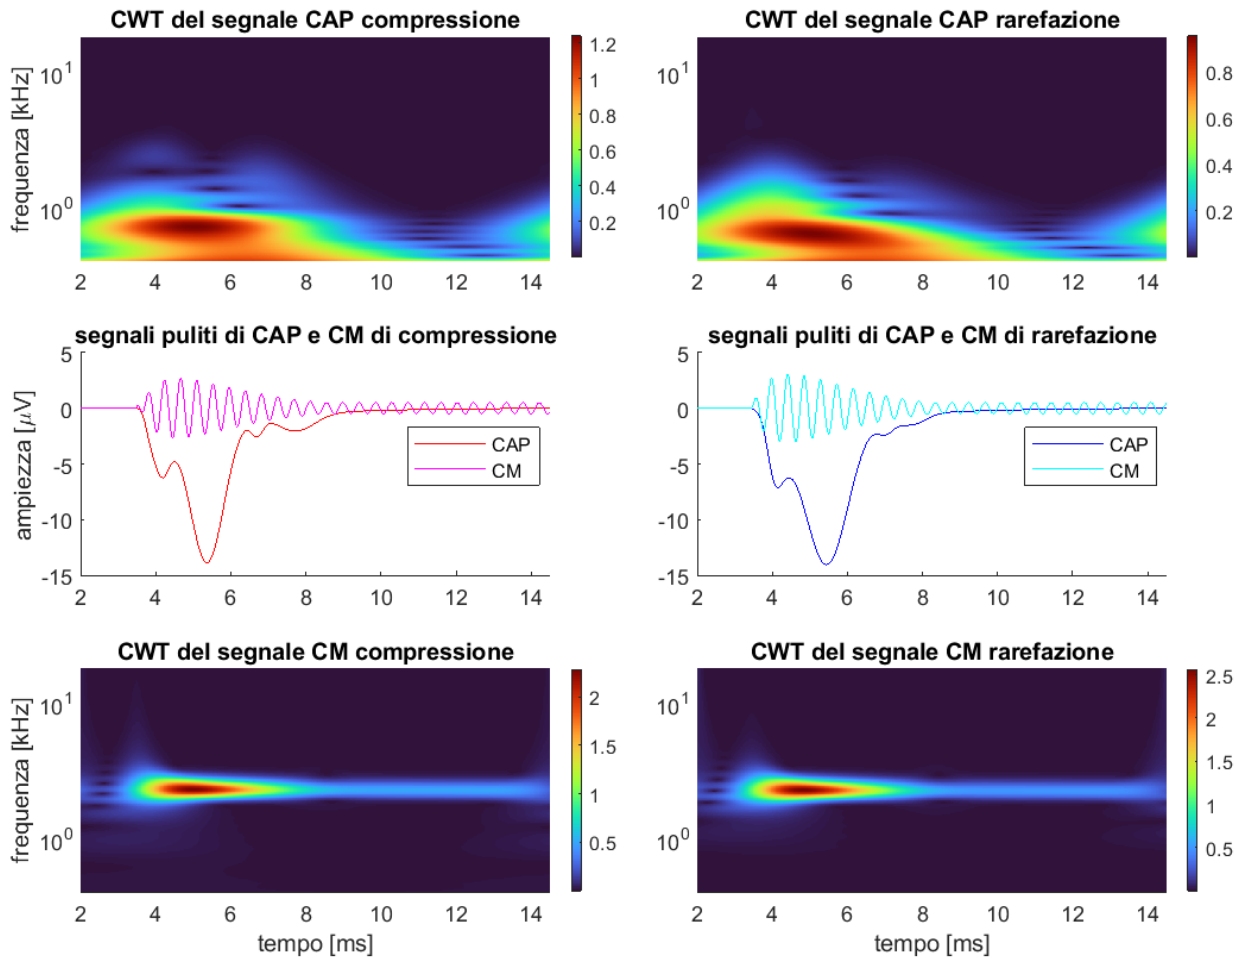 CWT del segnale CAP compressione
CWT del segnale CAP rarefazione
frequenza [kHz]
10¹
10⁰
2 4 6 8 10 12 14
1.2
1
0.8
0.6
0.4
0.2
10¹
10⁰
2 4 6 8 10 12 14
0.8
0.6
0.4
0.2
segnali puliti di CAP e CM di compressione
segnali puliti di CAP e CM di rarefazione
ampiezza [μV]
5
0
-5
-10
-15
CAP
CM
2 4 6 8 10 12 14
5
0
-5
-10
-15
CAP
CM
2 4 6 8 10 12 14
CWT del segnale CM compressione
CWT del segnale CM rarefazione
frequenza [kHz]
10¹
10⁰
2 4 6 8 10 12 14
tempo [ms]
2
1.5
1
0.5
10¹
10⁰
2 4 6 8 10 12 14
tempo [ms]
2.5
2
1.5
1
0.5